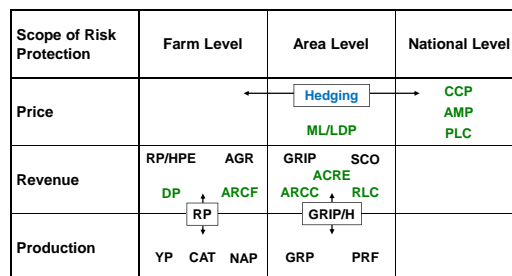 Scope of Risk Protection
Farm Level
Area Level
National Level
Price
Hedging
ML/LDP
CCP
AMP
PLC
Revenue
RP/HPE AGR
DP ARCF
GRIP SCO
ACRE
ARCC RLC
RP
GRIP/H
Production
YP CAT NAP
GRP PRF